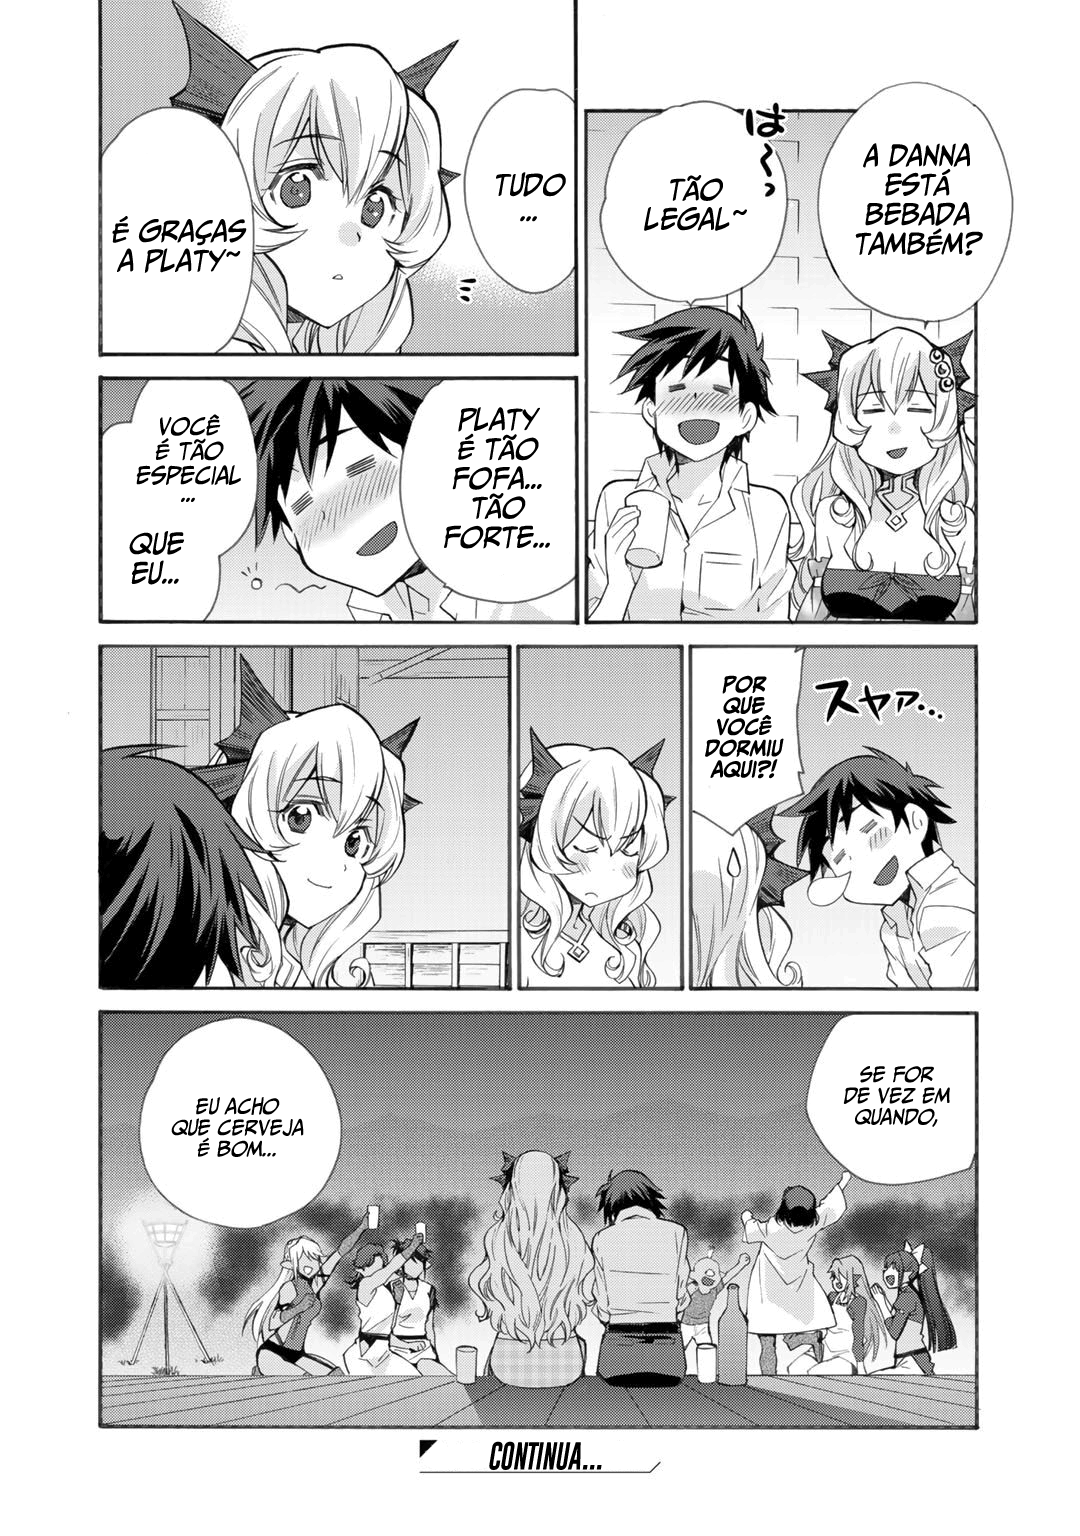 A DANNA
ESTÁ
BEBADA
TAMBÉM?
は〜っ
TÃO
LEGAL~
TUDO
...
É GRAÇAS
A PLATY~
PLATY
É TÃO
FOFA...
TÃO
FORTE...
VOCÊ
É TÃO
ESPECIAL
...
QUE
EU...
スヤァ...
POR
QUE
VOCÊ
DORMIU
AQUI?!
SE FOR
DE VEZ EM
QUANDO,
EU ACHO
QUE CERVEJA
É BOM...
CONTINUA...